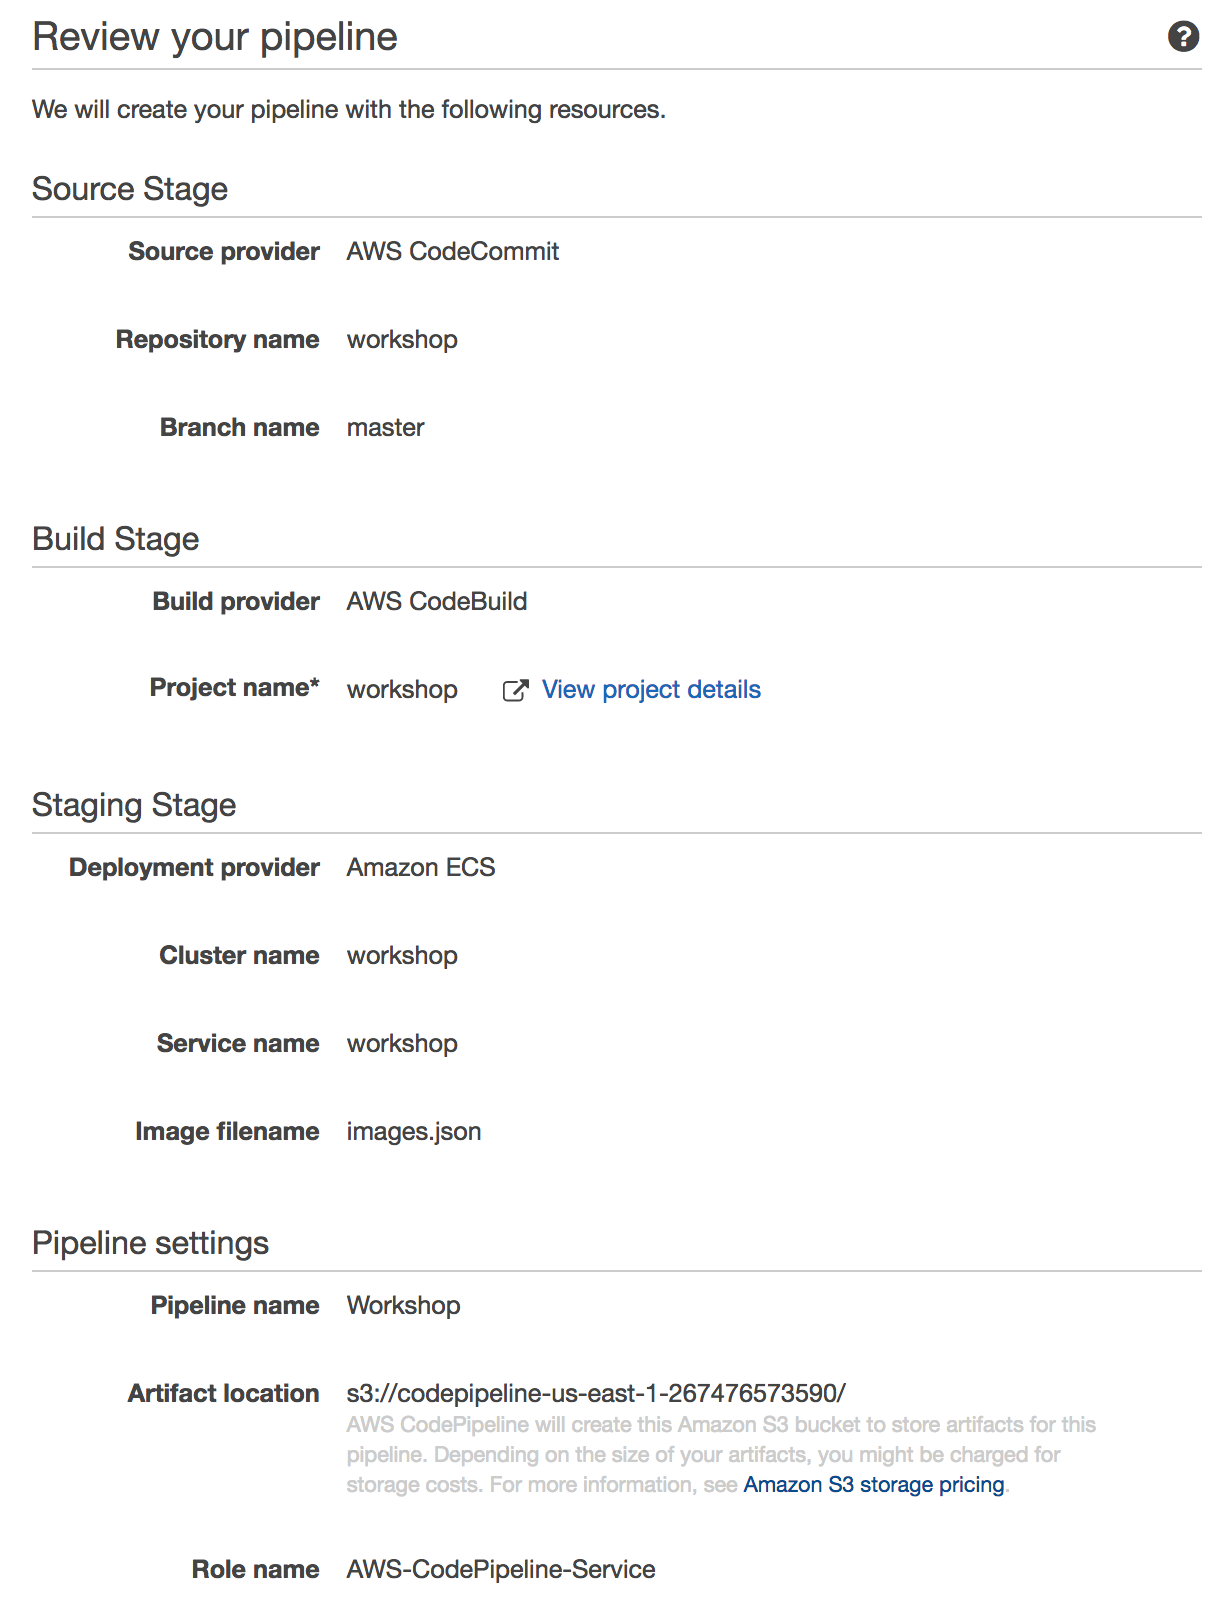 Review your pipeline
We will create your pipeline with the following resources.
Source Stage
Source provider AWS CodeCommit
Repository name workshop
Branch name master
Build Stage
Build provider AWS CodeBuild
Project name* workshop View project details
Staging Stage
Deployment provider Amazon ECS
Cluster name workshop
Service name workshop
Image filename images.json
Pipeline settings
Pipeline name Workshop
Artifact location s3://codepipeline-us-east-1-267476573590/
AWS CodePipeline will create this Amazon S3 bucket to store artifacts for this
pipeline. Depending on the size of your artifacts, you might be charged for
storage costs. For more information, see Amazon S3 storage pricing.
Role name AWS-CodePipeline-Service